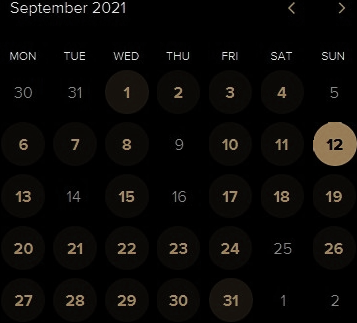 September 2021
MON TUE WED THU FRI SAT SUN
30 31 1 2 3 4 5
6 7 8 9 10 11 12
13 14 15 16 17 18 19
20 21 22 23 24 25 26
27 28 29 30 31 1 2